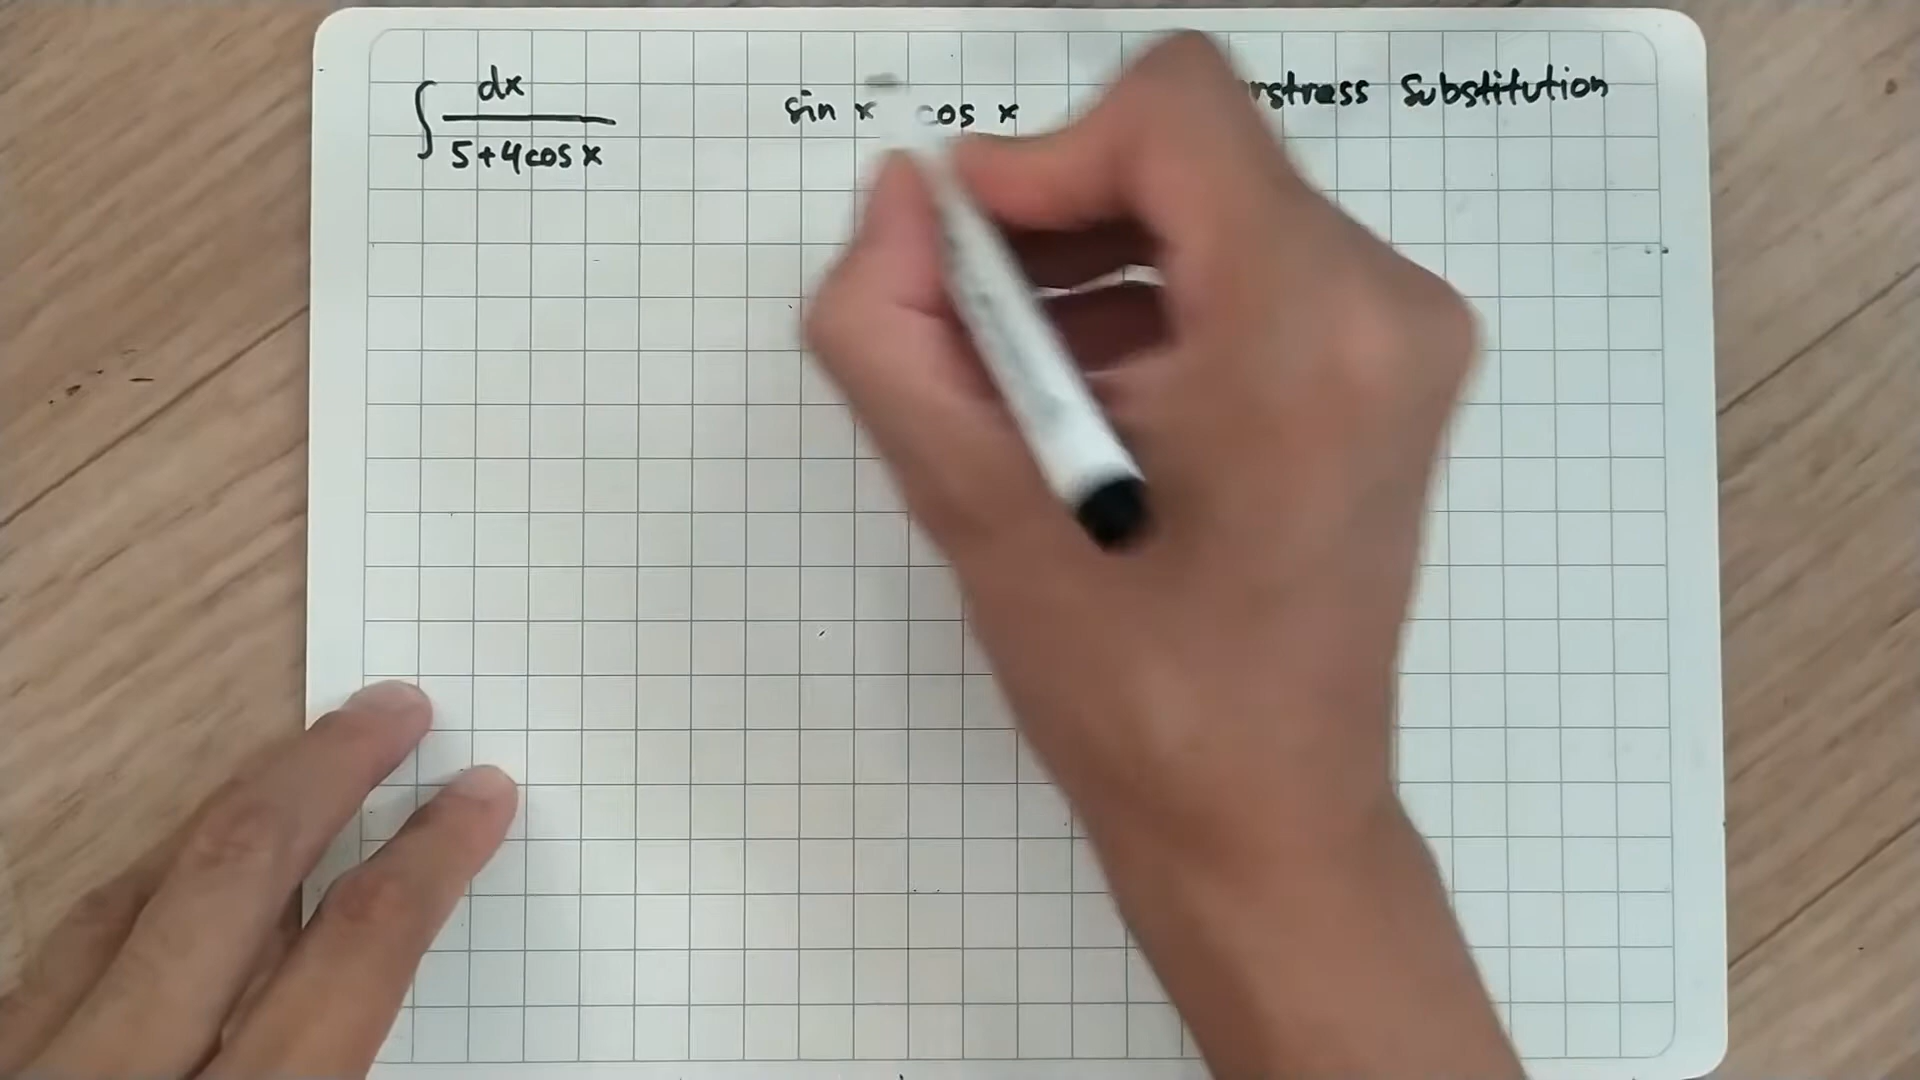 ∫ dx / 5+4cos x
sin x cos x
Substitution